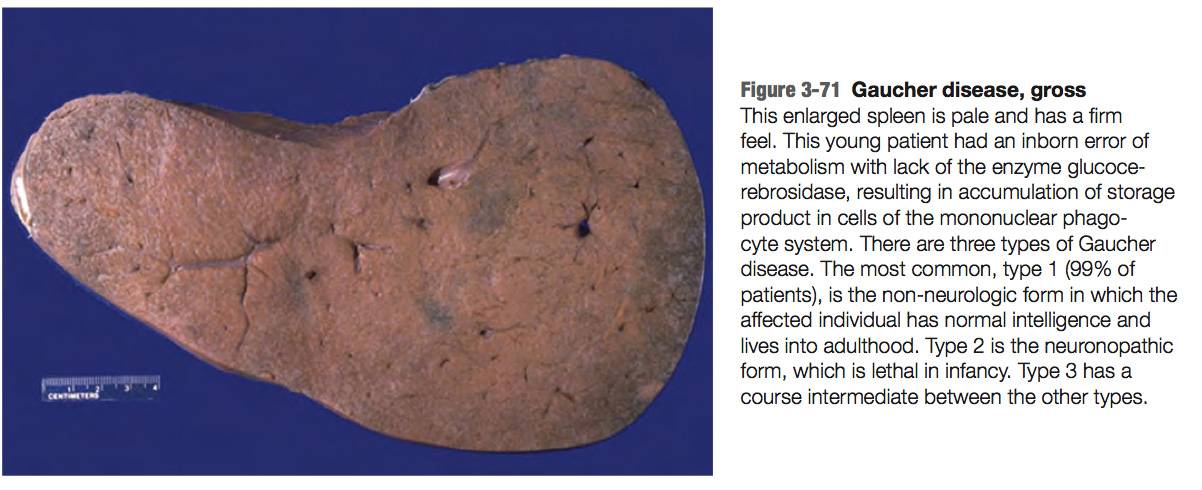 Figure 3-71 Gaucher disease, gross
This enlarged spleen is pale and has a firm
feel. This young patient had an inborn error of
metabolism with lack of the enzyme glucoce-
rebrosidase, resulting in accumulation of storage
product in cells of the mononuclear phago-
cyte system. There are three types of Gaucher
disease. The most common, type 1 (99% of
patients), is the non-neurologic form in which the
affected individual has normal intelligence and
lives into adulthood. Type 2 is the neuronopathic
form, which is lethal in infancy. Type 3 has a
course intermediate between the other types.
1 2 3 4
CENTIMETERS